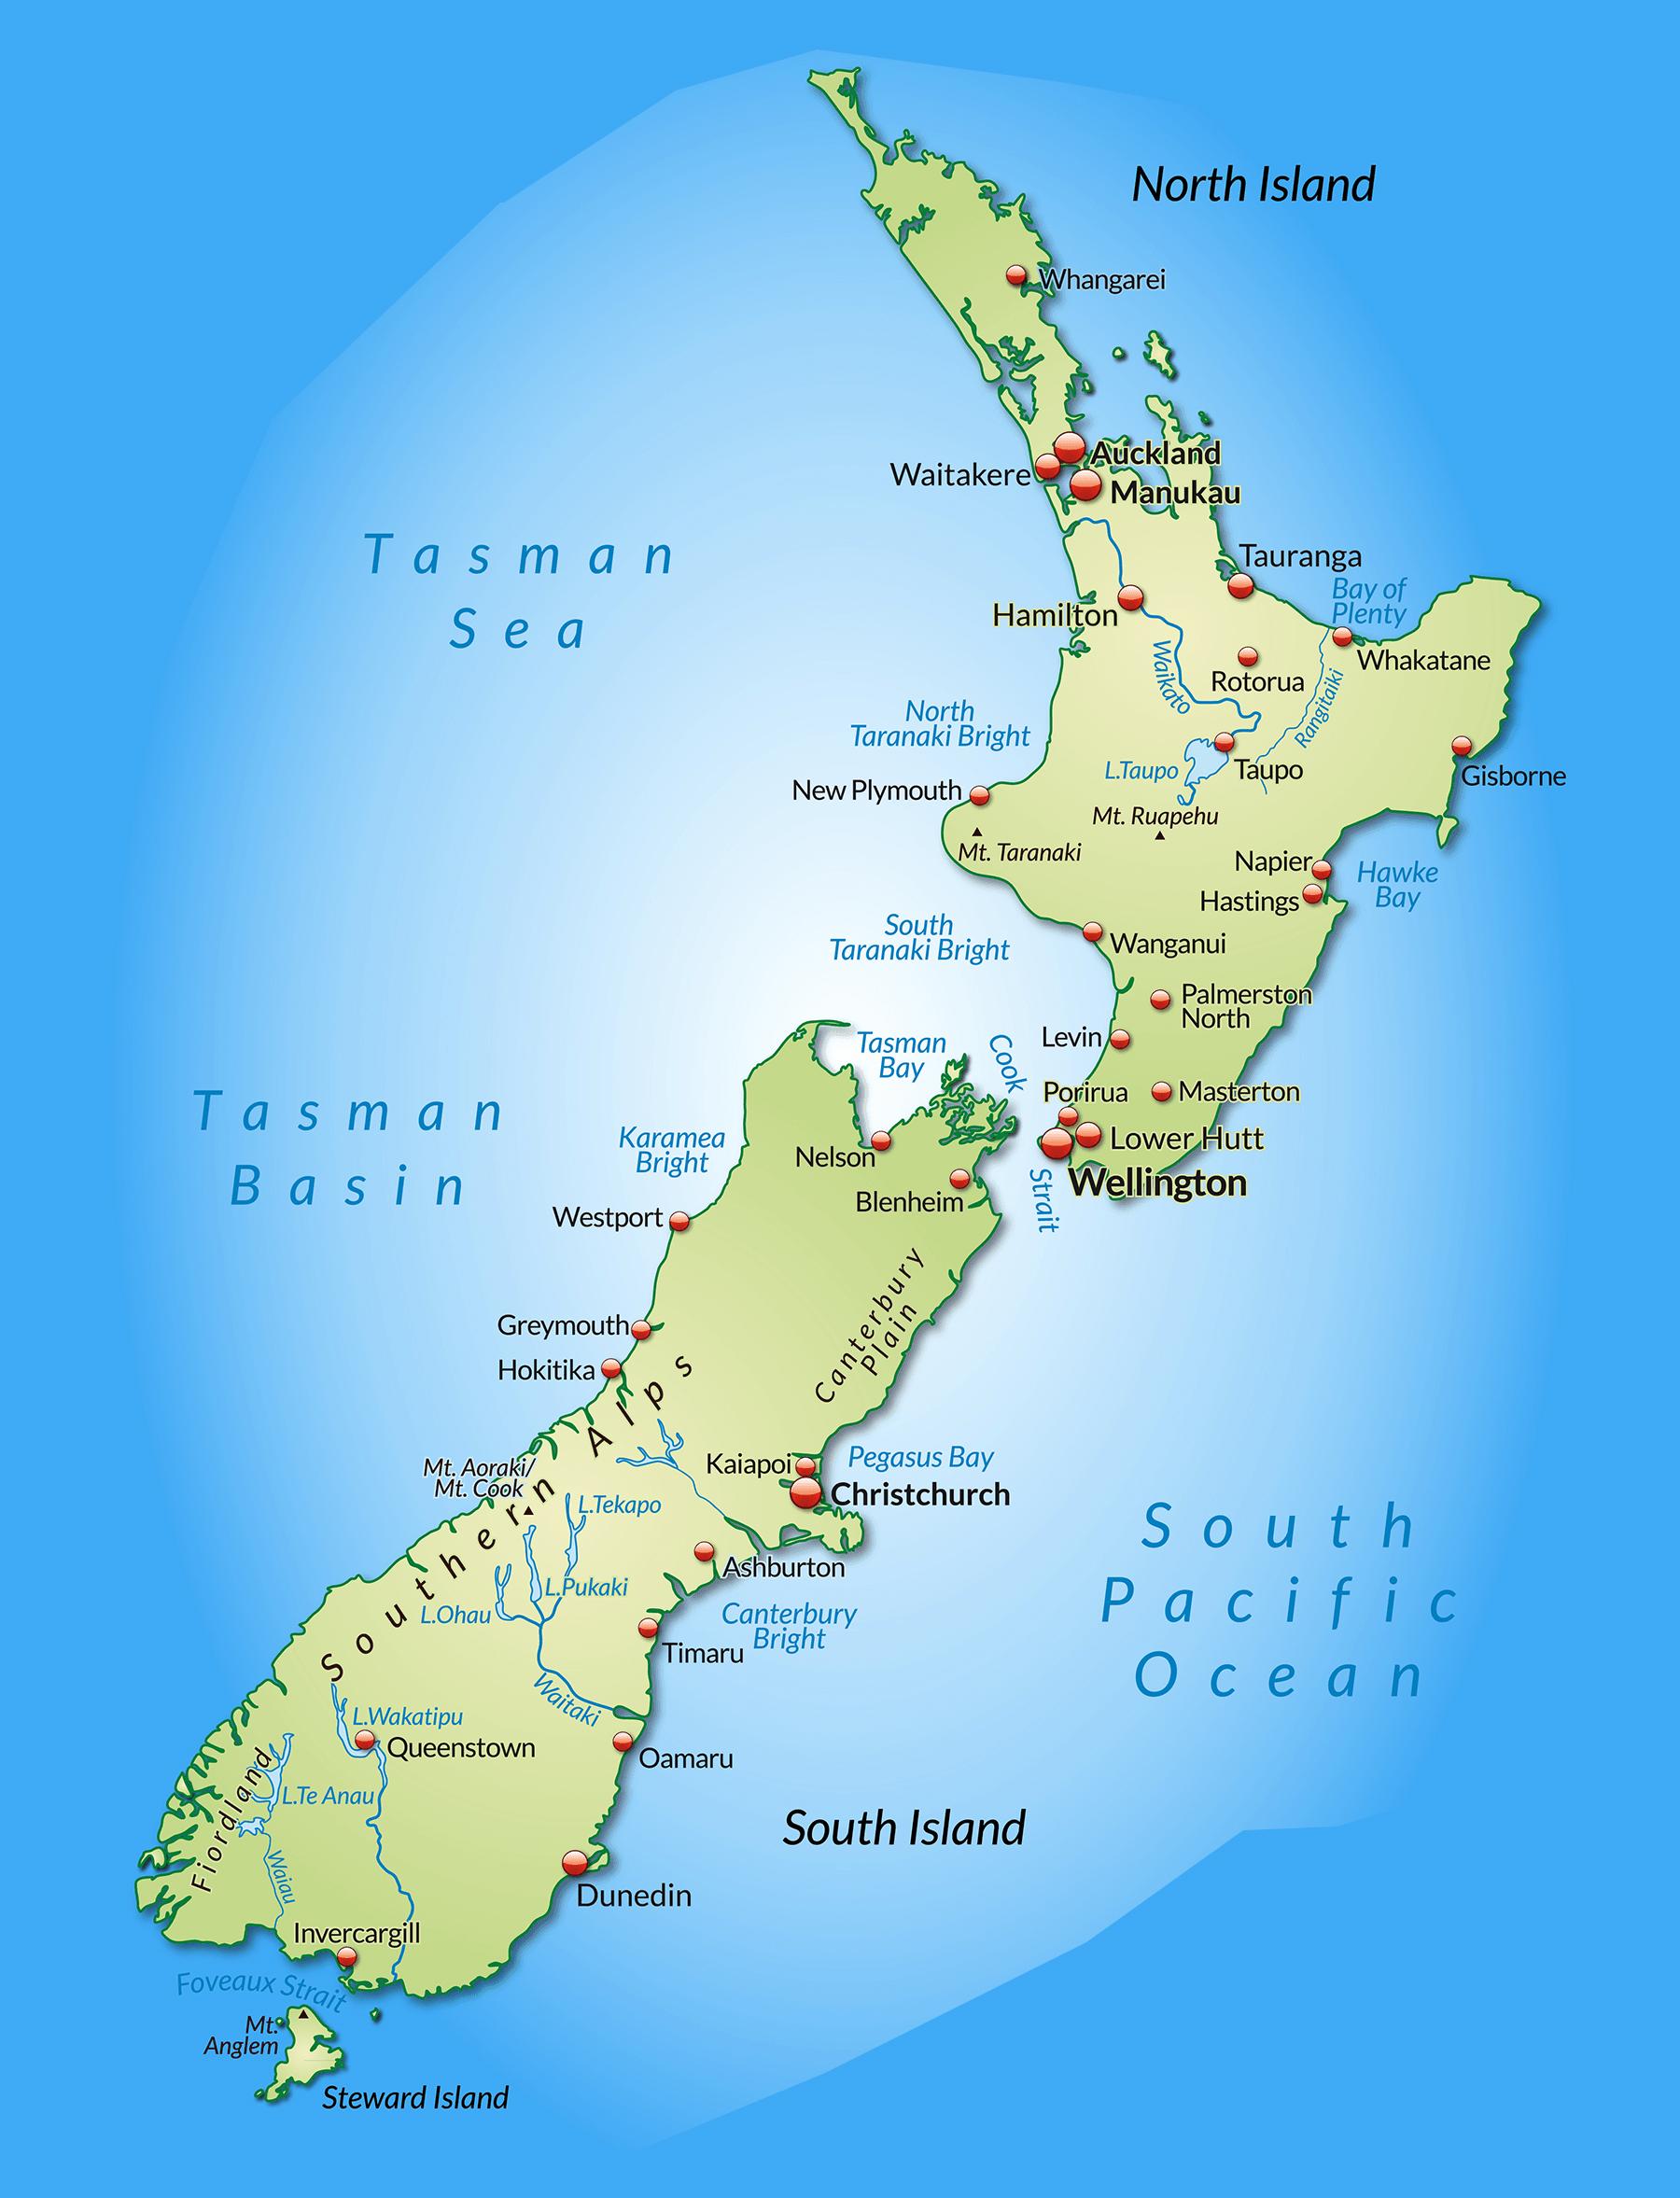 North Island
Whangarei
Auckland
Waitakere
Manukau
Tasman
Sea
Tauranga
Bay of
Plenty
Hamilton
Whakatane
Waikato
Rotorua
Rangitaiki
North
Taranaki Bright
L.Taupo
Taupo
Gisborne
New Plymouth
Mt. Ruapehu
Mt. Taranaki
Napier
Hawke
Bay
Hastings
South
Taranaki Bright
Wanganui
Palmerston
North
Levin
Tasman
Bay
Cook
Strait
Porirua
Masterton
Tasman
Basin
Karamea
Bright
Nelson
Lower Hutt
Wellington
Blenheim
Westport
Canterbury
Plain
Greymouth
Hokitika
Southern Alps
Mt. Aoraki/
Mt. Cook
Kaiapoi
Pegasus Bay
Christchurch
L.Tekapo
South
Pacific
Ocean
Ashburton
L.Pukaki
L.Ohau
Canterbury
Bright
Timaru
Waitaki
L.Wakatipu
Queenstown
Oamaru
Fiordland
L.Te Anau
South Island
Waiau
Dunedin
Invercargill
Foveaux Strait
Mt.
Anglem
Steward Island